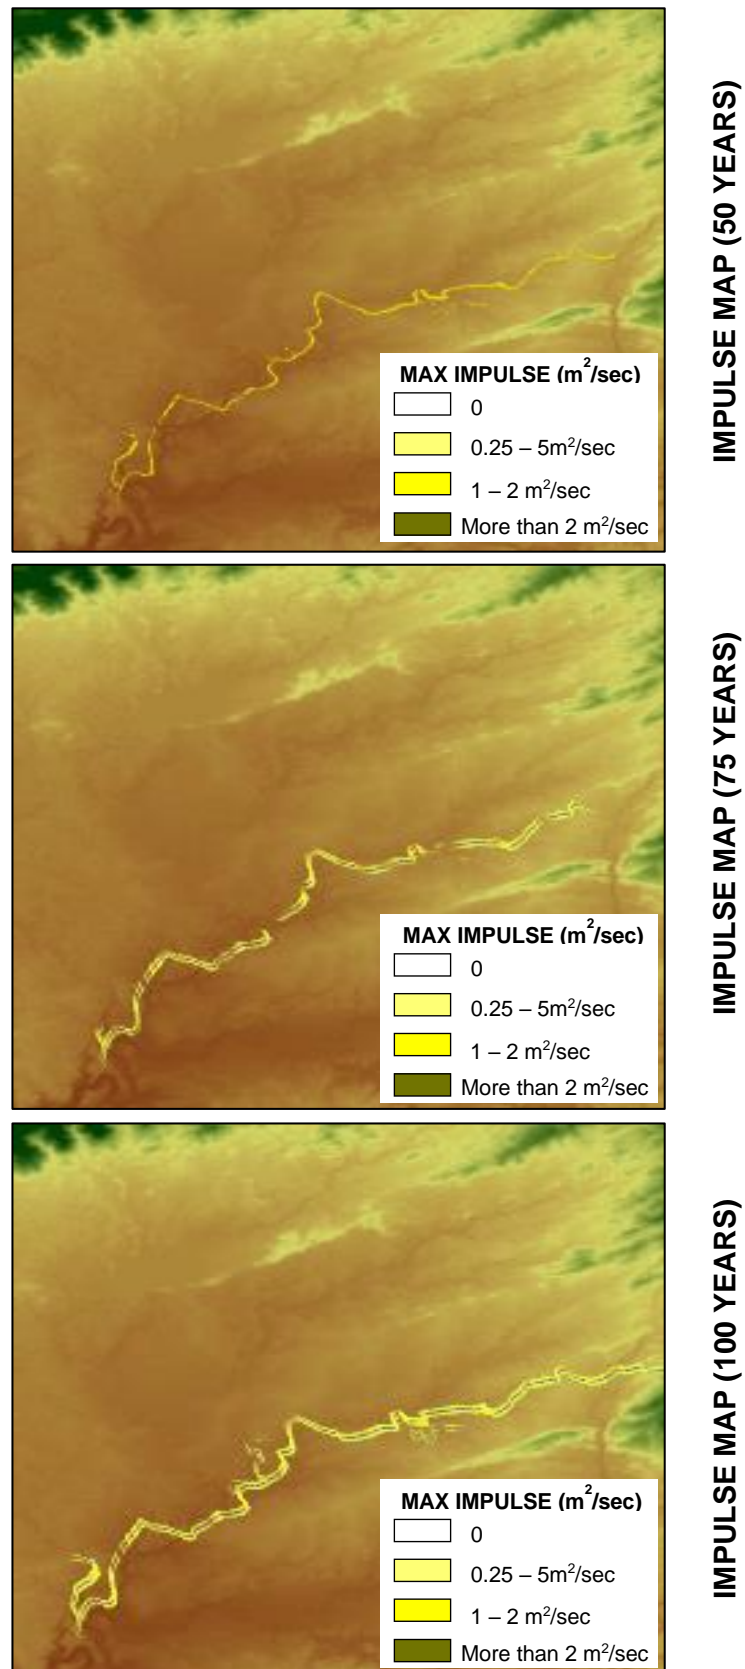 IMPULSE MAP (50 YEARS)
MAX IMPULSE (m²/sec)
0
0.25 – 5m²/sec
1 – 2 m²/sec
More than 2 m²/sec
IMPULSE MAP (75 YEARS)
MAX IMPULSE (m²/sec)
0
0.25 – 5m²/sec
1 – 2 m²/sec
More than 2 m²/sec
IMPULSE MAP (100 YEARS)
MAX IMPULSE (m²/sec)
0
0.25 – 5m²/sec
1 – 2 m²/sec
More than 2 m²/sec